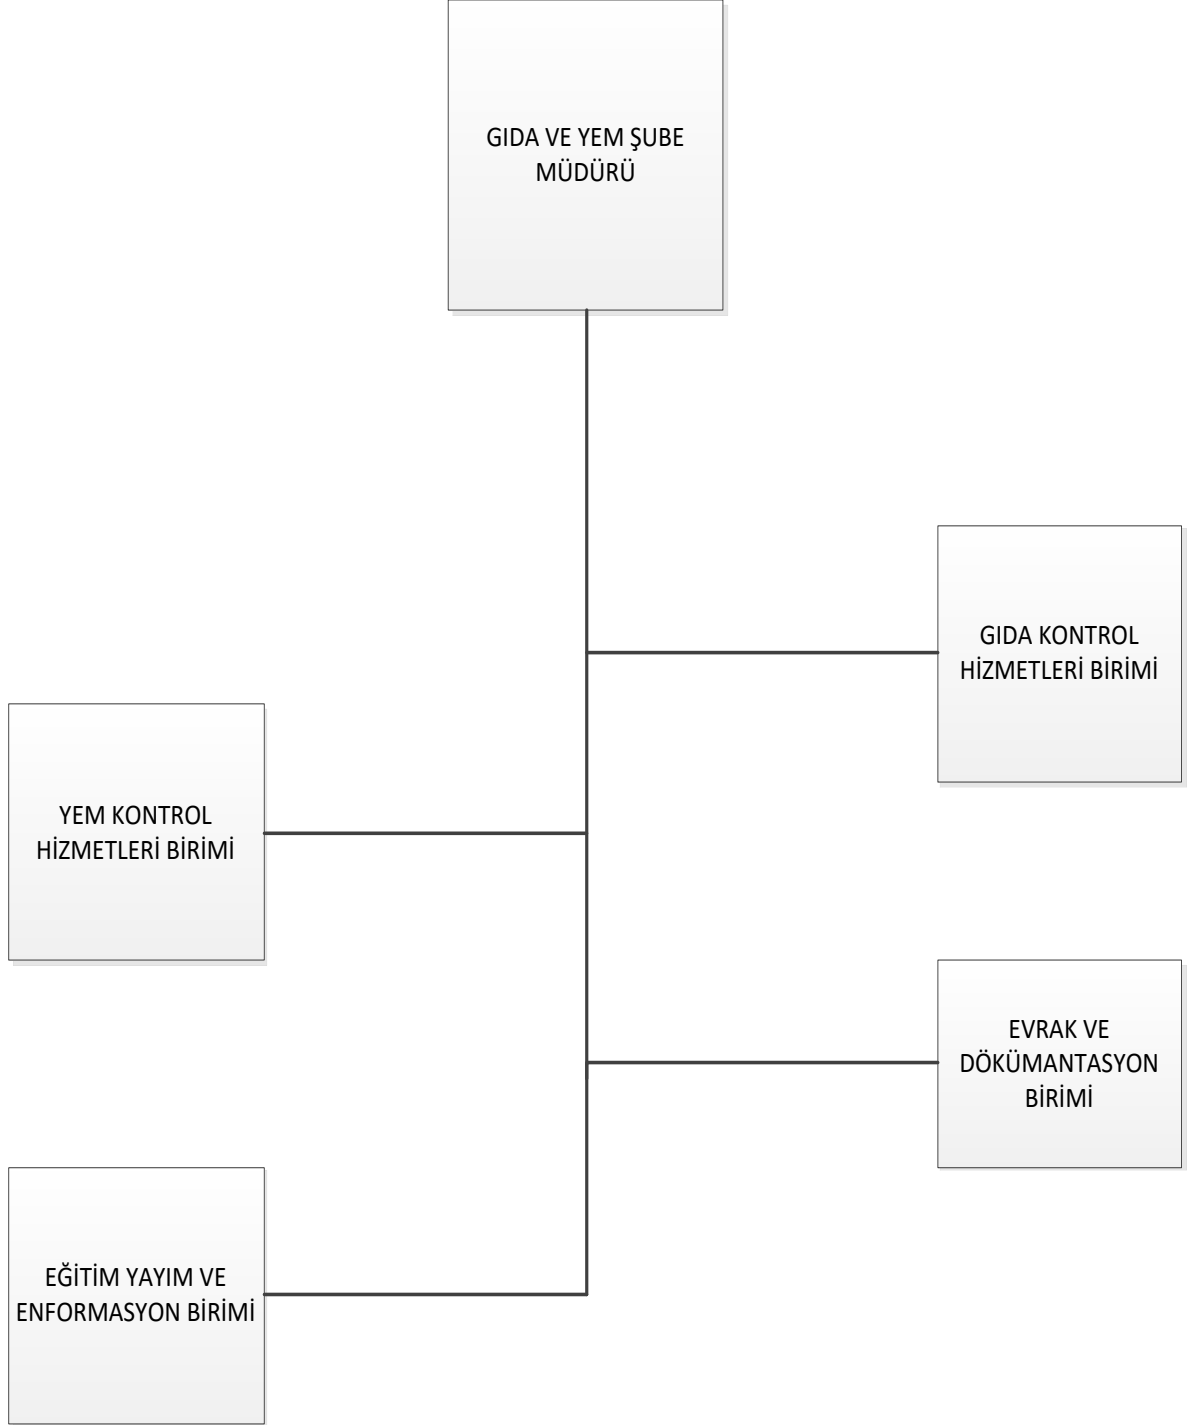 GIDA VE YEM ŞUBE
MÜDÜRÜ
GIDA KONTROL
HİZMETLERİ BİRİMİ
YEM KONTROL
HİZMETLERİ BİRİMİ
EVRAK VE
DÖKÜMANTASYON
BİRİMİ
EĞİTİM YAYIM VE
ENFORMASYON BİRİMİ